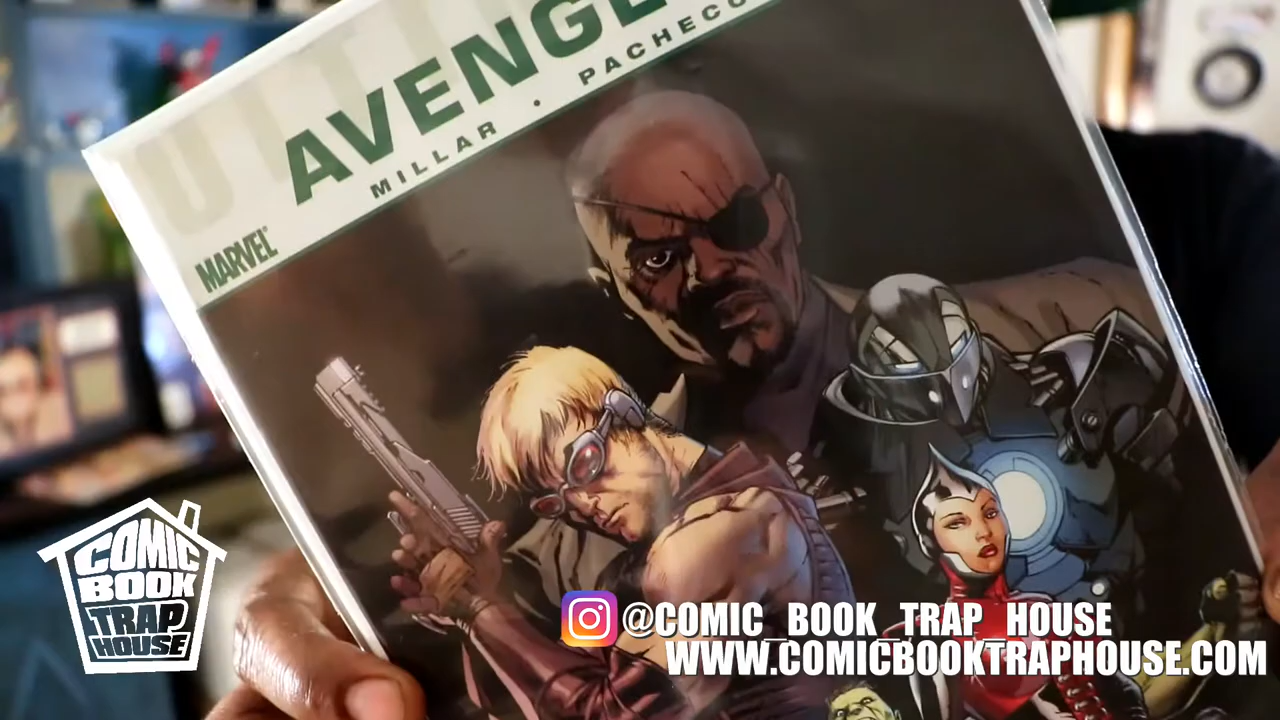 AVENGE
MILLAR · PACHECO
MARVEL
COMIC
BOOK
TRAP
HOUSE
@COMIC_BOOK_TRAP_HOUSE
WWW.COMICBOOKTRAPHOUSE.COM